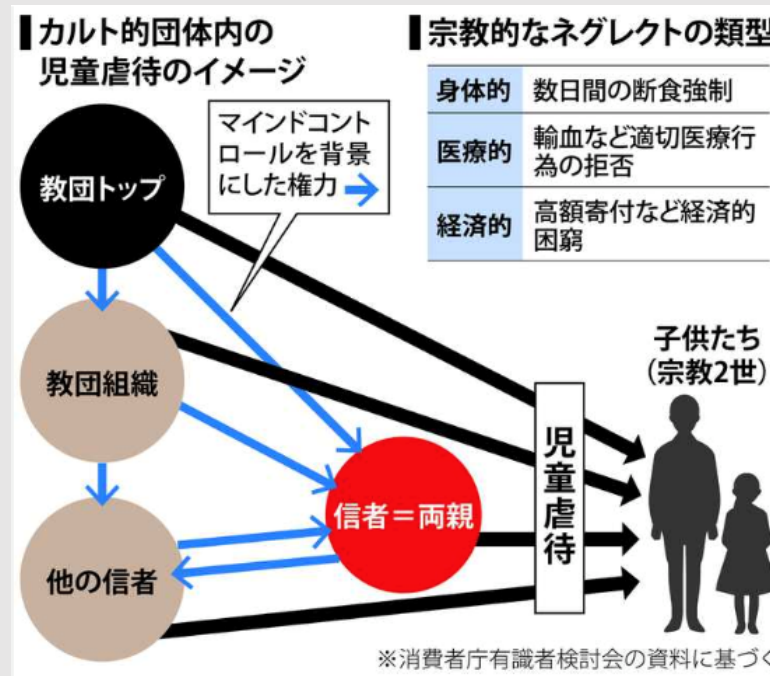 カルト的団体内の
児童虐待のイメージ
宗教的なネグレクトの類型
身体的 数日間の断食強制
医療的 輸血など適切医療行
為の拒否
経済的 高額寄付など経済的
困窮
マインドコント
ロールを背景
にした権力
教団トップ
教団組織
他の信者
信者=両親
児童虐待
子供たち
(宗教2世)
※消費者庁有識者検討会の資料に基づく